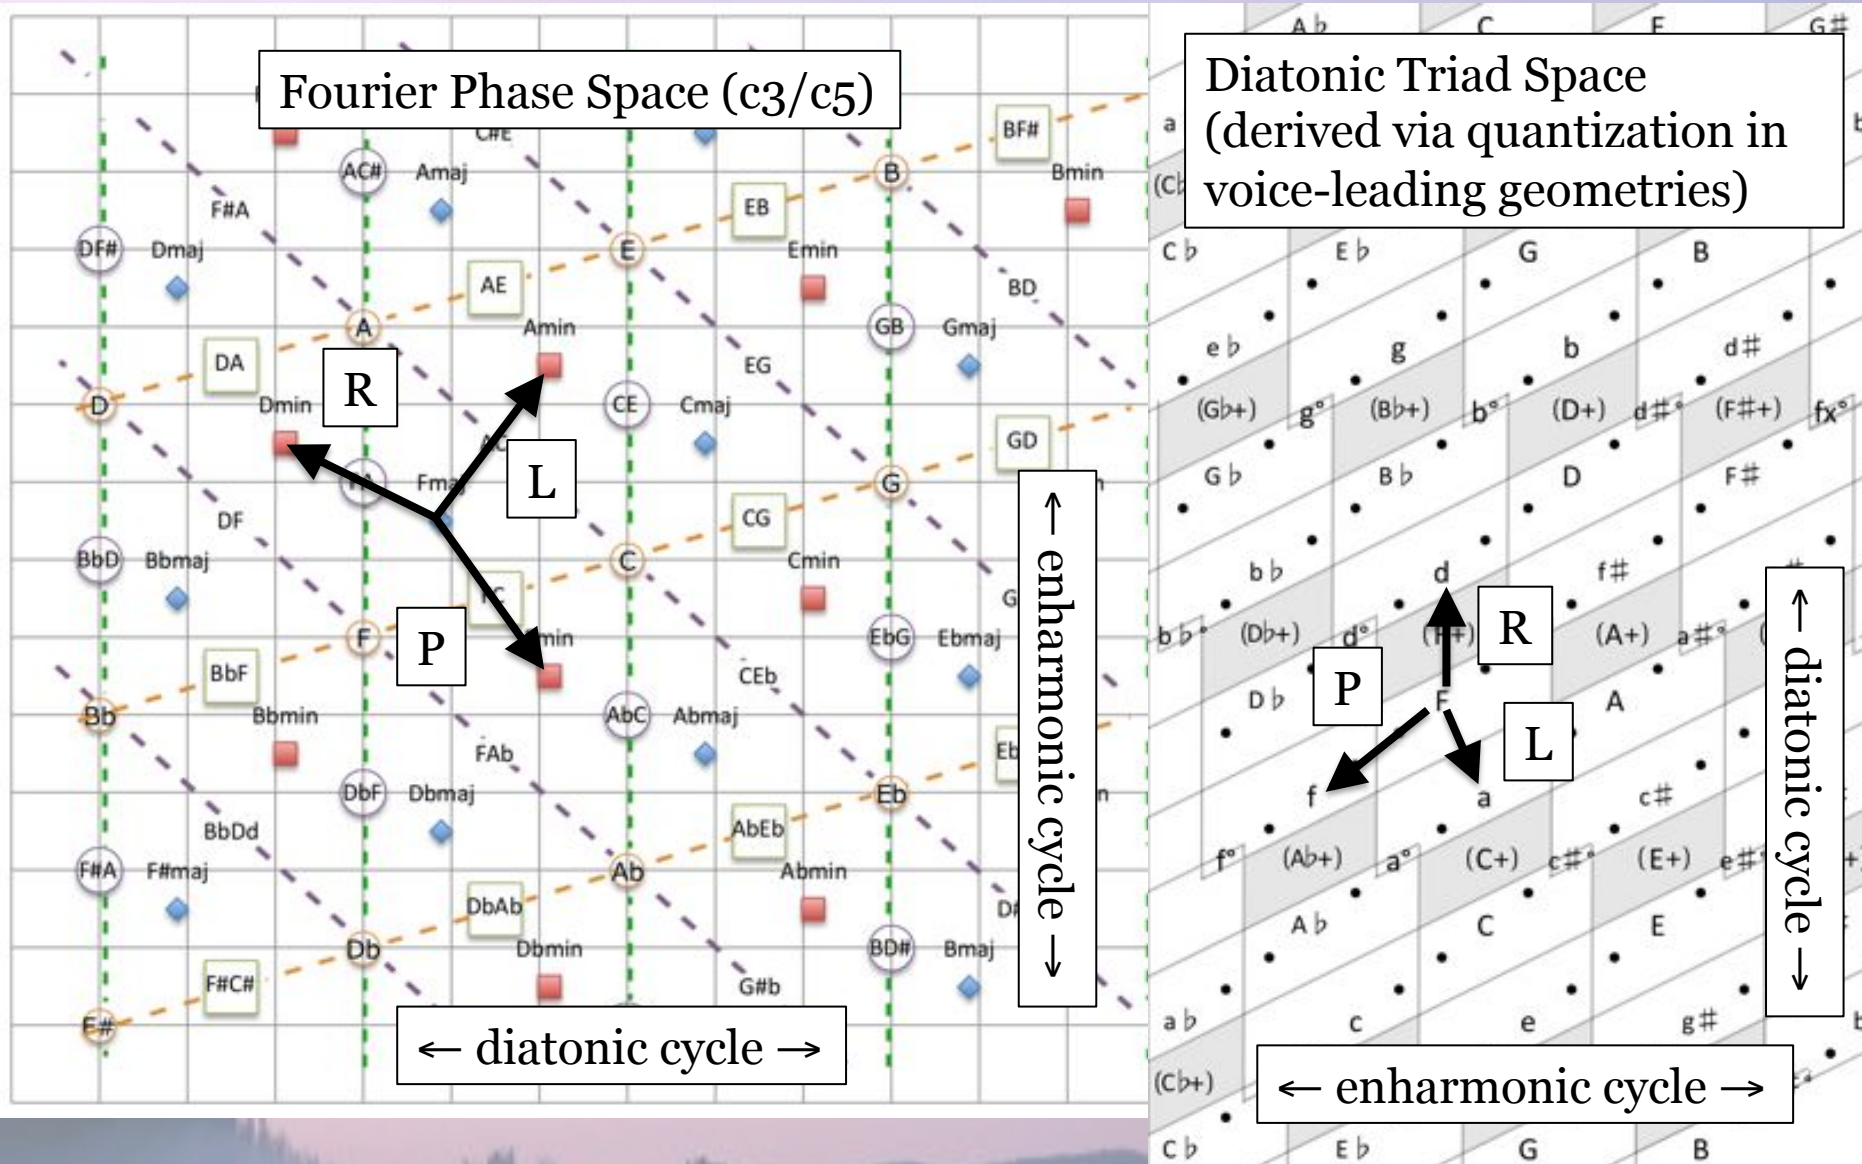 Fourier Phase Space (c3/c5)
C#E
BF#
AC#
Amaj
B
Bmin
F#A
EB
DF#
Dmaj
E
Emin
AE
BD
A
Amin
GB
Gmaj
DA
R
EG
D
Dmin
CE
Cmaj
GD
L
Fmaj
G
DF
CG
BbD
Bbmaj
C
Cmin
F
P
EbG
Ebmaj
BbF
CEb
Bb
Bbmin
AbC
Abmaj
FAb
DbF
Dbmaj
Eb
BbDd
AbEb
F#A
F#maj
Ab
Abmin
DbAb
Db
Dbmin
BD#
Bmaj
F#C#
G#b
← enharmonic cycle →
← diatonic cycle →
A♭ C E G♯
Diatonic Triad Space
(derived via quantization in
voice-leading geometries)
a
C♭ E♭ G B
e♭ g b d♯
(G♭+) g° (B♭+) b° (D+) d♯° (F♯+) fx°
G♭ B♭ D F♯
b♭ d f♯
b♭° (D♭+) d° (A+) a♯°
R
P
D♭ F A
L
f a c♯
f° (A♭+) a° (C+) c♯° (E+) e♯°
A♭ C E
a♭ c e g♯
(C♭+)
C♭ E♭ G B
← diatonic cycle →
← enharmonic cycle →